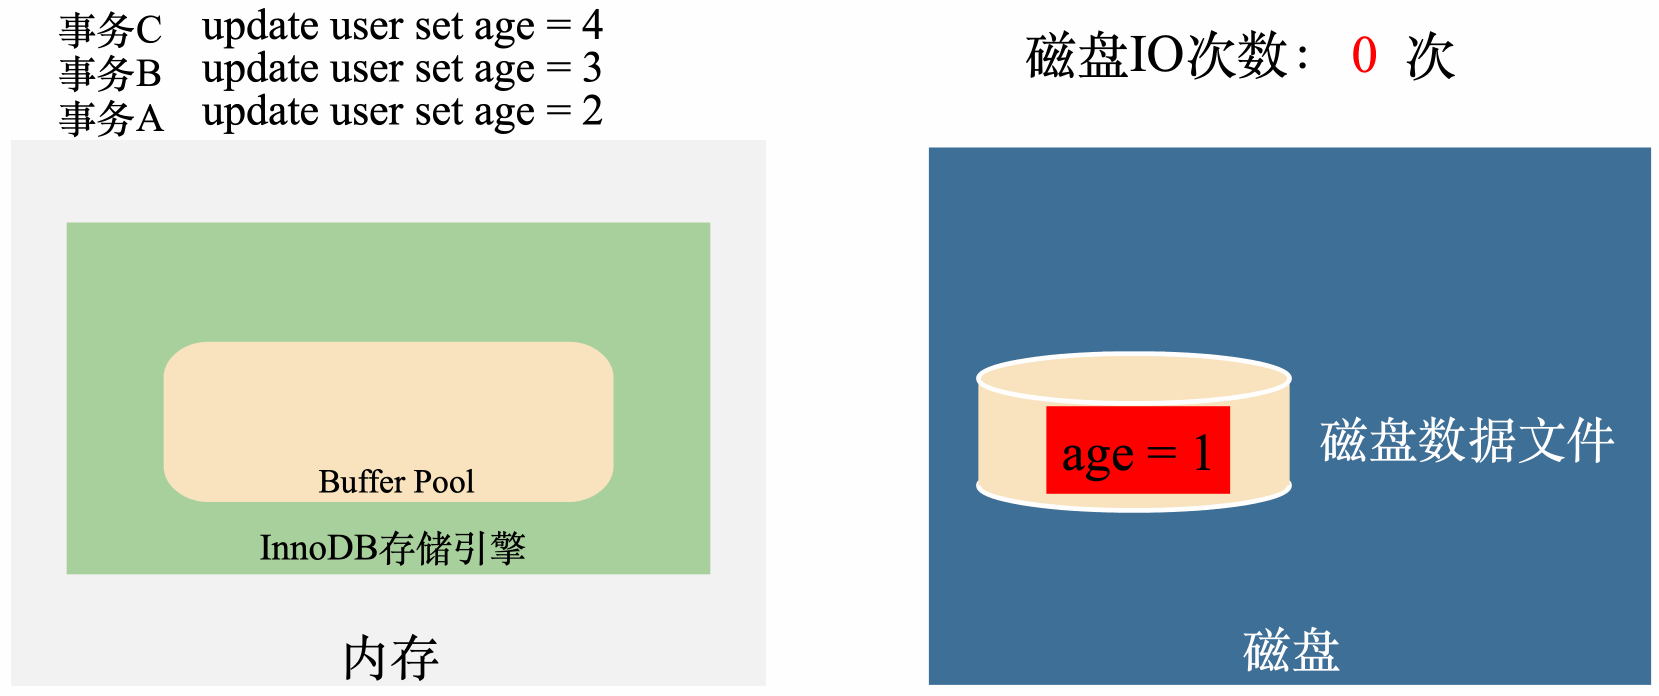 事务C update user set age = 4
事务B update user set age = 3
事务A update user set age = 2
磁盘IO次数： 0 次
Buffer Pool
InnoDB存储引擎
内存
age = 1
磁盘数据文件
磁盘